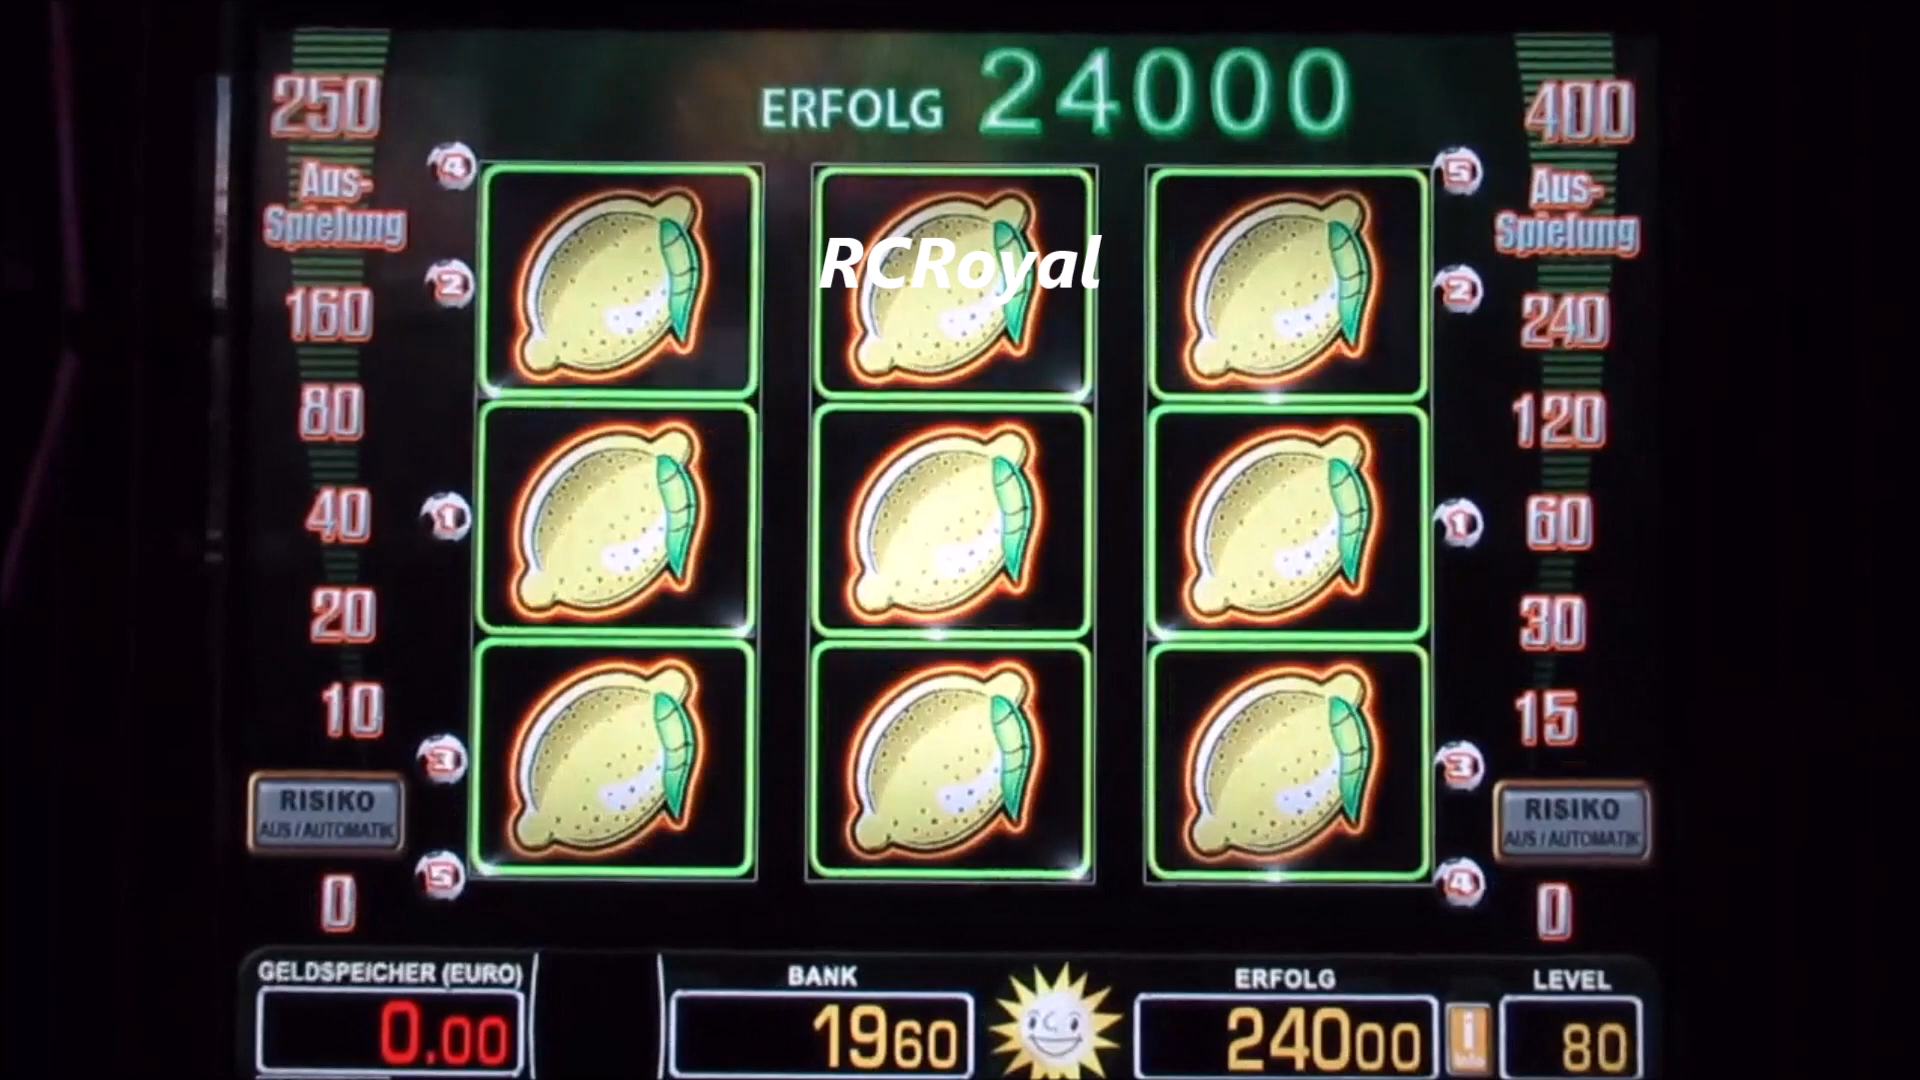 ERFOLG 24000
250
Aus-
Spielung
160
80
40
20
10
RISIKO
AUS / AUTOMATIK
0
4
2
1
3
5
RCRoyal
5
2
1
3
4
400
Aus-
Spielung
240
120
60
30
15
RISIKO
AUS / AUTOMATIK
0
GELDSPEICHER (EURO)
0.00
BANK
1960
ERFOLG
24000
i
Info
LEVEL
80